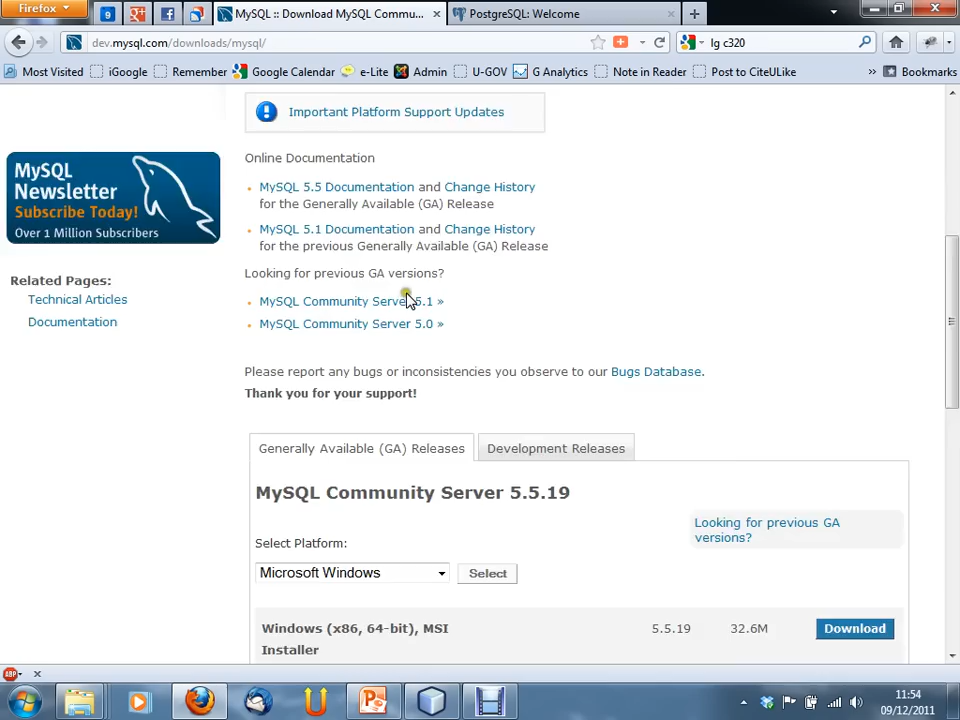 Firefox
9
MySQL :: Download MySQL Commu...
PostgreSQL: Welcome
dev.mysql.com/downloads/mysql/
lg c320
Most Visited
iGoogle
Remember
Google Calendar
e-Lite
Admin
U-GOV
G Analytics
Note in Reader
Post to CiteULike
»
Bookmarks
Important Platform Support Updates
Online Documentation
MySQL 5.5 Documentation and Change History
for the Generally Available (GA) Release
MySQL 5.1 Documentation and Change History
for the previous Generally Available (GA) Release
Looking for previous GA versions?
MySQL Community Server 5.1 »
MySQL Community Server 5.0 »
Please report any bugs or inconsistencies you observe to our Bugs Database.
Thank you for your support!
MySQL
Newsletter
Subscribe Today!
Over 1 Million Subscribers
Related Pages:
Technical Articles
Documentation
Generally Available (GA) Releases
Development Releases
MySQL Community Server 5.5.19
Looking for previous GA
versions?
Select Platform:
Microsoft Windows
Select
Windows (x86, 64-bit), MSI
Installer
5.5.19
32.6M
Download
ABP
11:54
09/12/2011